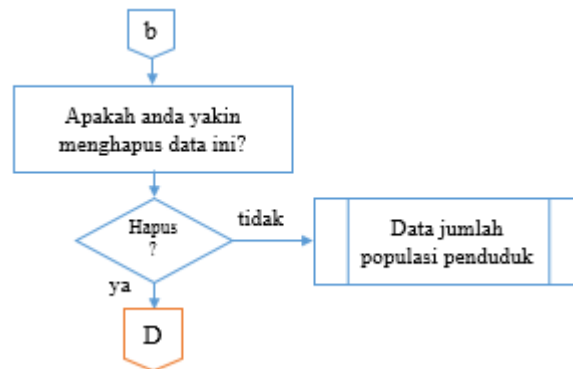 b
Apakah anda yakin
menghapus data ini?
Hapus
?
tidak
Data jumlah
populasi penduduk
ya
D